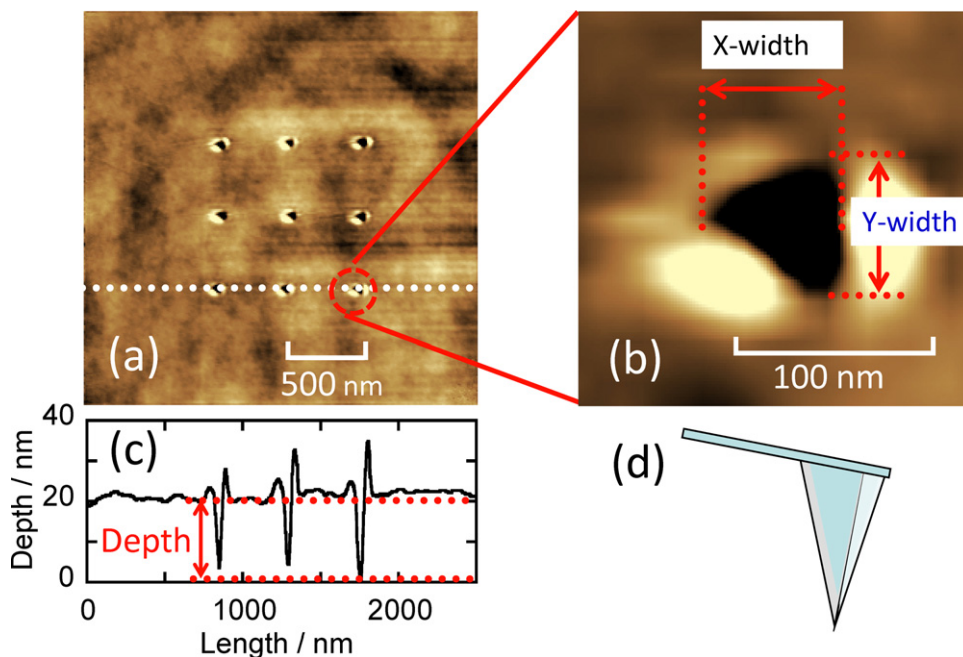 X-width
Y-width
(a)
500 nm
(b)
100 nm
40
20
0
Depth / nm
(c)
Depth
0
1000
2000
Length / nm
(d)